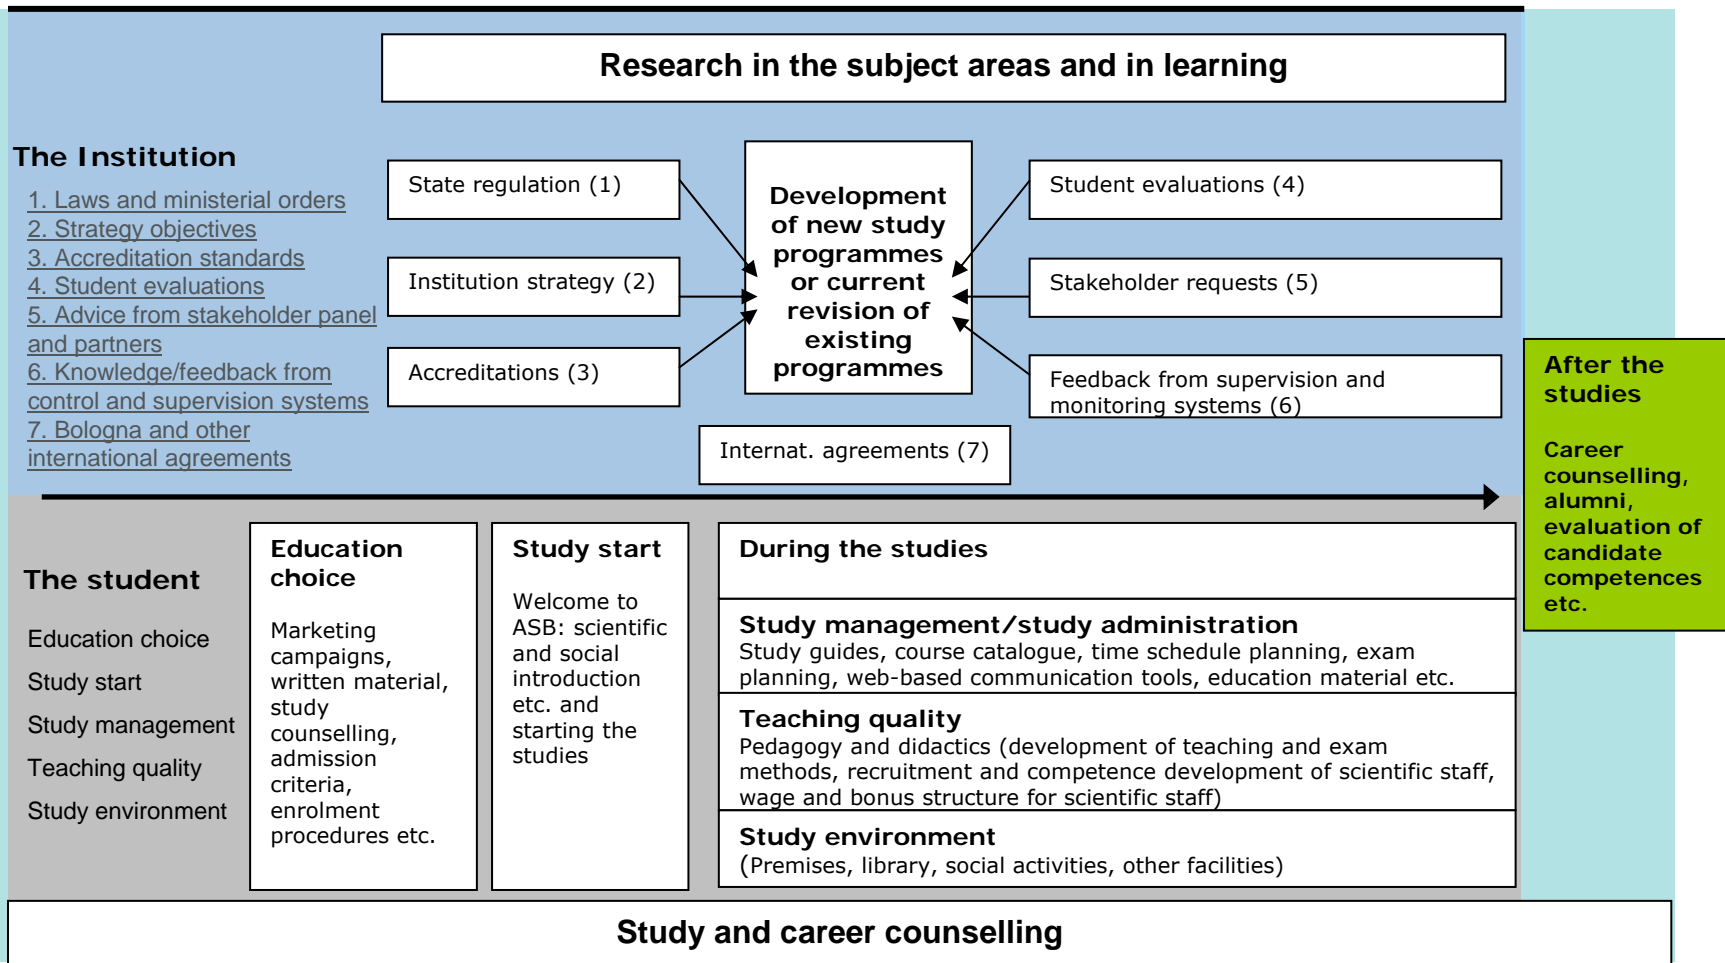 Research in the subject areas and in learning
The Institution
1. Laws and ministerial orders
2. Strategy objectives
3. Accreditation standards
4. Student evaluations
5. Advice from stakeholder panel
and partners
6. Knowledge/feedback from
control and supervision systems
7. Bologna and other
international agreements
State regulation (1)
Institution strategy (2)
Accreditations (3)
Development
of new study
programmes
or current
revision of
existing
programmes
Student evaluations (4)
Stakeholder requests (5)
Feedback from supervision and
monitoring systems (6)
Internat. agreements (7)
After the
studies
Career
counselling,
alumni,
evaluation of
candidate
competences
etc.
The student
Education choice
Study start
Study management
Teaching quality
Study environment
Education
choice
Marketing
campaigns,
written material,
study
counselling,
admission
criteria,
enrolment
procedures etc.
Study start
Welcome to
ASB: scientific
and social
introduction
etc. and
starting the
studies
During the studies
Study management/study administration
Study guides, course catalogue, time schedule planning, exam
planning, web-based communication tools, education material etc.
Teaching quality
Pedagogy and didactics (development of teaching and exam
methods, recruitment and competence development of scientific staff,
wage and bonus structure for scientific staff)
Study environment
(Premises, library, social activities, other facilities)
Study and career counselling